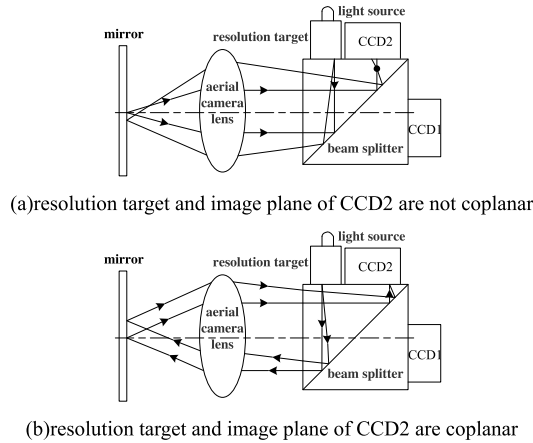 light source
mirror
resolution target
CCD2
aerial
camera
lens
CCD1
beam splitter
(a)resolution target and image plane of CCD2 are not coplanar
light source
mirror
resolution target
CCD2
aerial
camera
lens
CCD1
beam splitter
(b)resolution target and image plane of CCD2 are coplanar